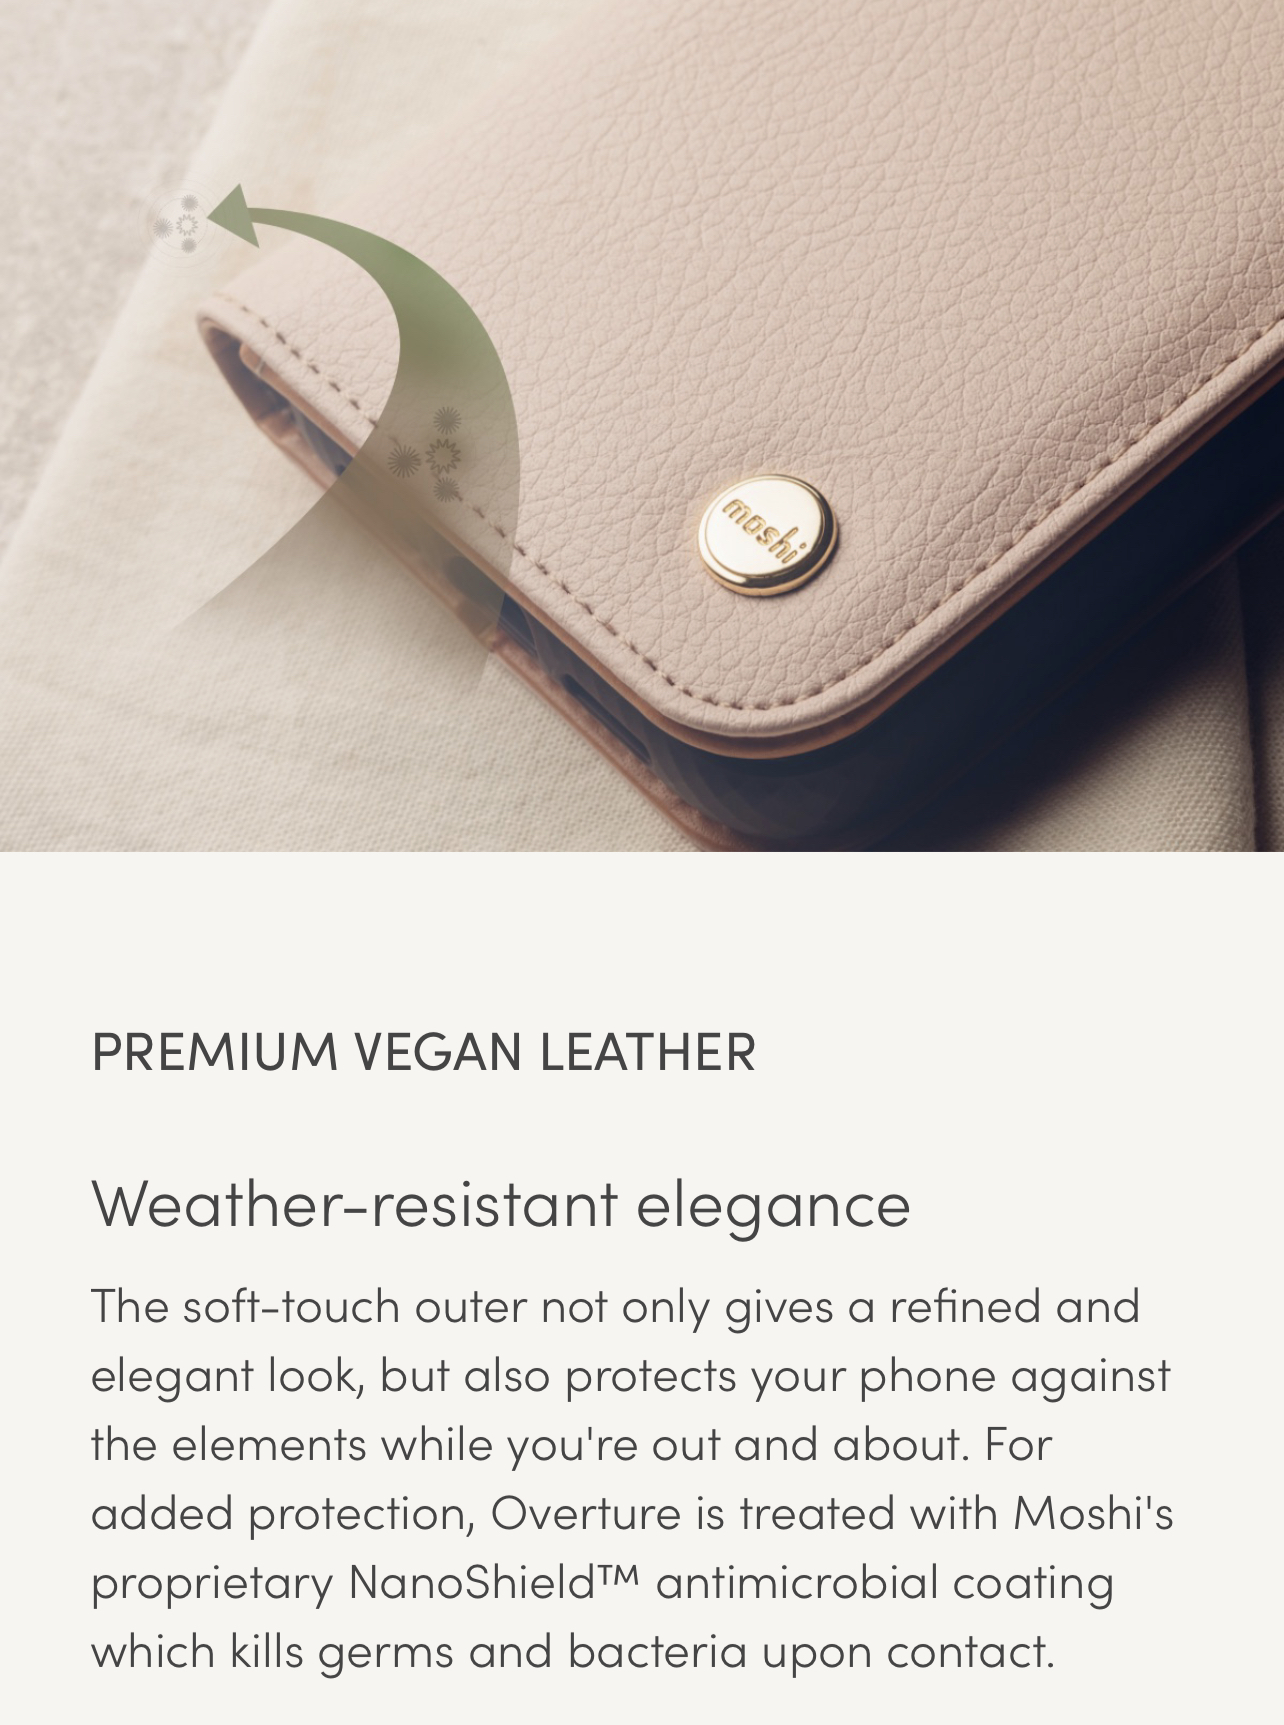 moshi
PREMIUM VEGAN LEATHER
Weather-resistant elegance
The soft-touch outer not only gives a refined and
elegant look, but also protects your phone against
the elements while you're out and about. For
added protection, Overture is treated with Moshi's
proprietary NanoShield™ antimicrobial coating
which kills germs and bacteria upon contact.